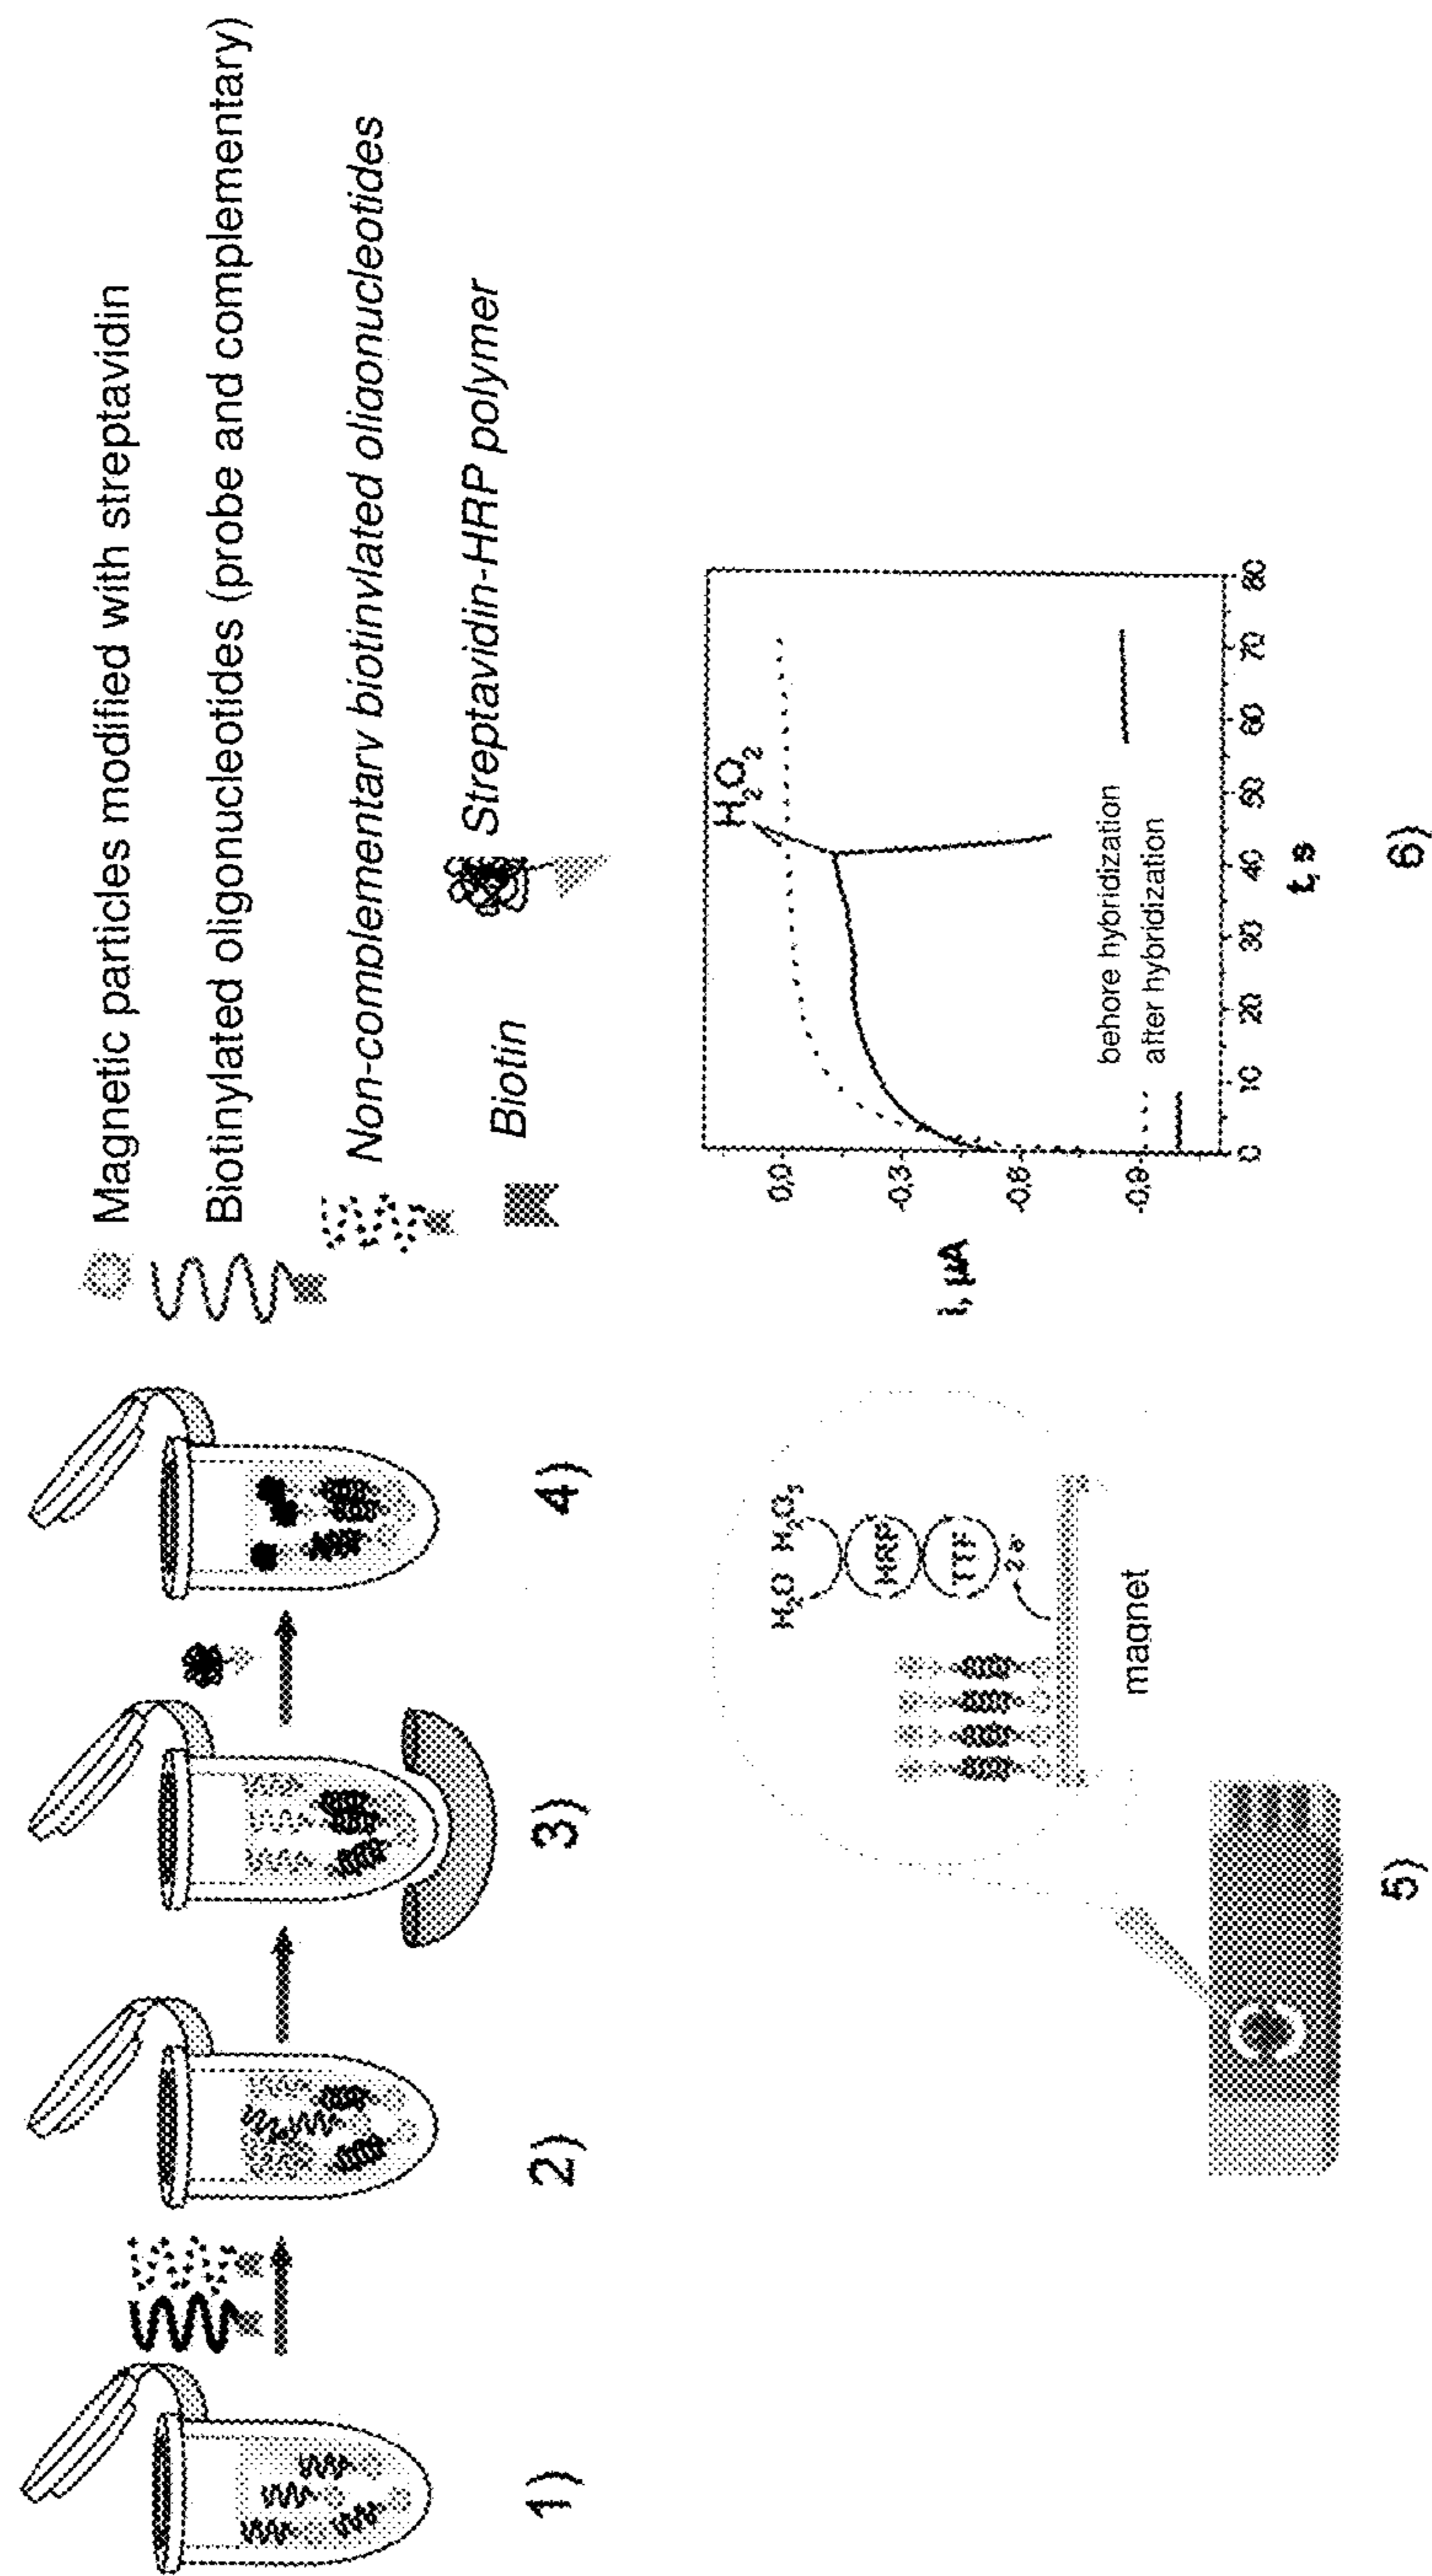 Magnetic particles modified with streptavidin
Biotinylated oligonucleotides (probe and complementary)
Non-complementary biotinylated oliaonucleotides
Biotin
Streptavidin-HRP polymer
1)
2)
3)
4)
H2O H2O2
HRP
TTF
2e-
magnet
5)
I, µA
0,0
-0,3
-0,6
-0,9
H2O2
behore hybridization
after hybridization
0 10 20 30 40 50 60 70 80
t, s
6)